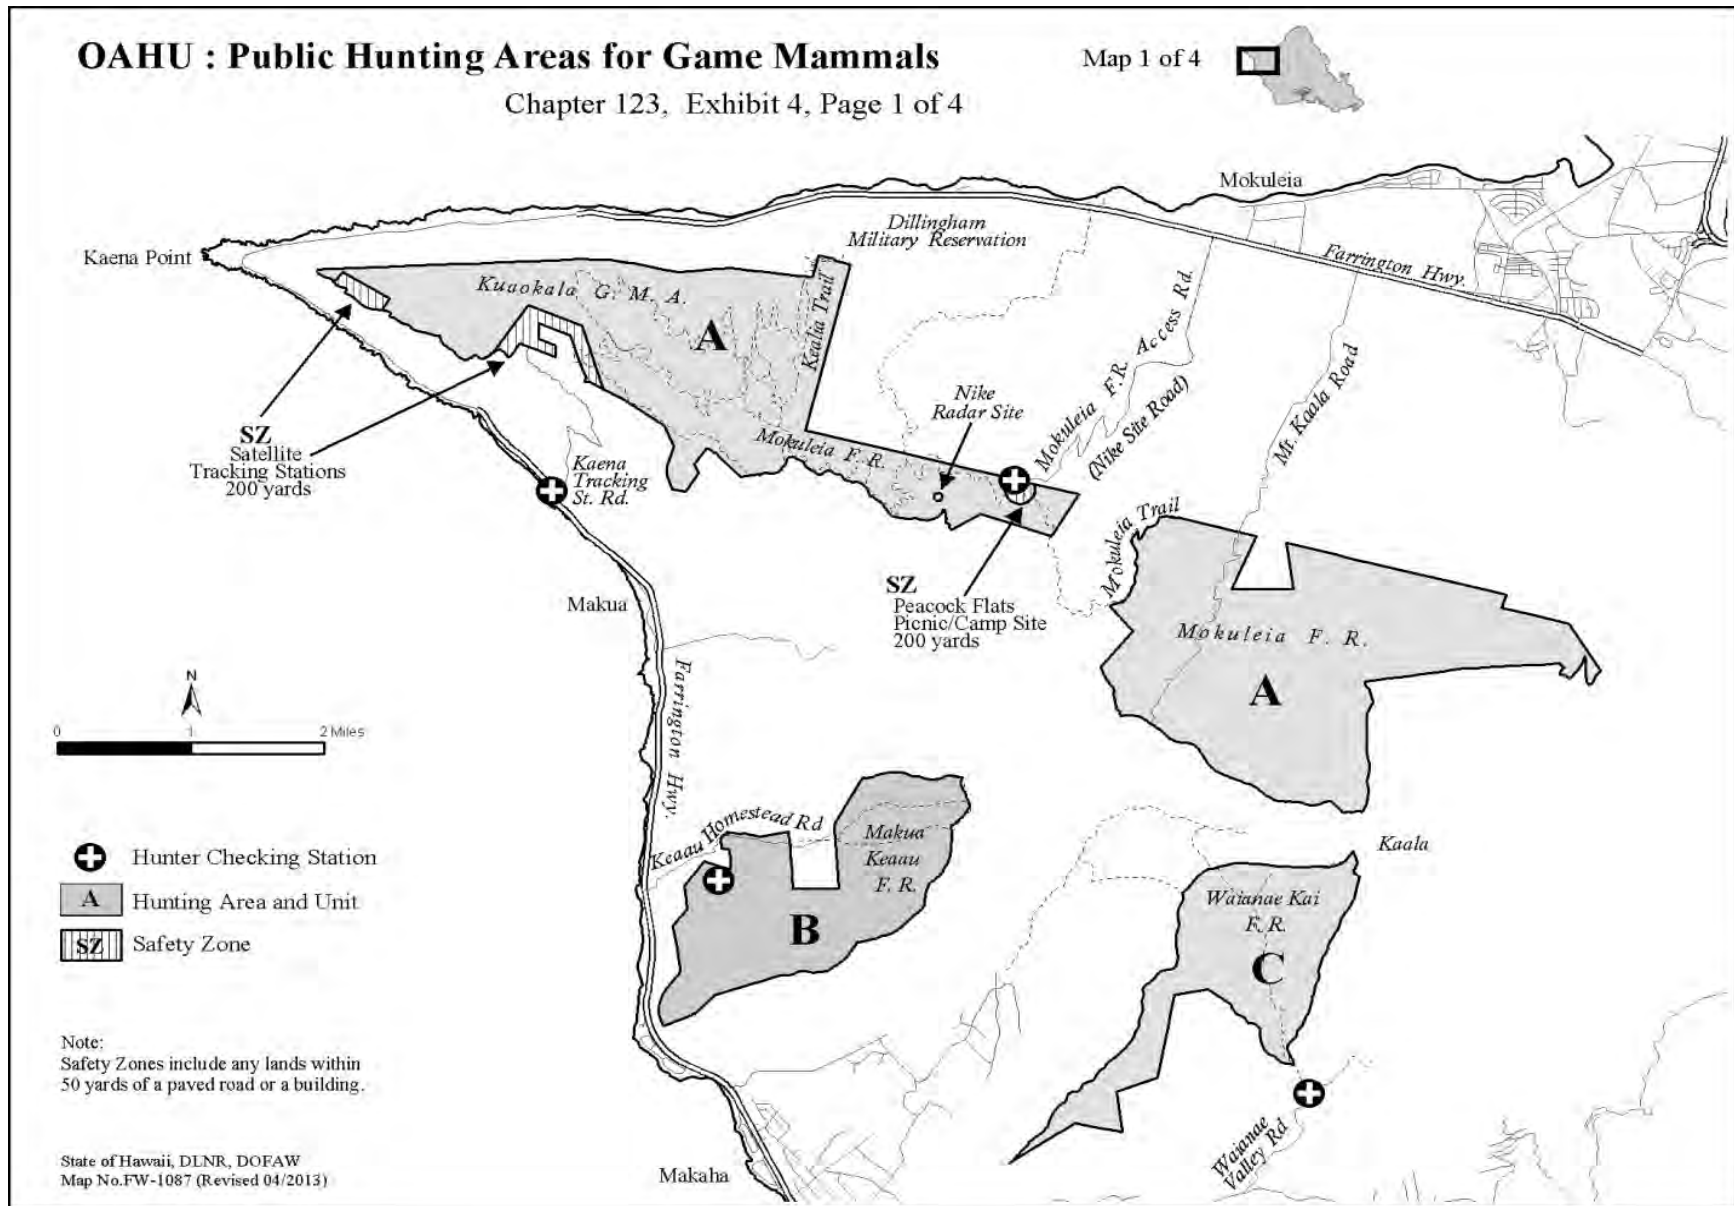 OAHU : Public Hunting Areas for Game Mammals
Map 1 of 4
Chapter 123, Exhibit 4, Page 1 of 4
Mokuleia
Kaena Point
Dillingham
Military Reservation
Farrington Hwy.
Kuaokala G. M. A.
A
Kealia Trail
Mokuleia F.R. Access Rd.
(Nike Site Road)
Mt. Kaala Road
Nike
Radar Site
SZ
Satellite
Tracking Stations
200 yards
Mokuleia F.R.
Kaena
Tracking
St. Rd.
Mokuleia Trail
SZ
Peacock Flats
Picnic/Camp Site
200 yards
Makua
Mokuleia F. R.
A
N
0 1 2 Miles
Farrington Hwy.
Keaau Homestead Rd
Makua
Keaau
F. R.
B
Kaala
Waianae Kai
F. R.
C
Hunter Checking Station
A Hunting Area and Unit
SZ Safety Zone
Note:
Safety Zones include any lands within
50 yards of a paved road or a building.
Waianae
Valley Rd
Makaha
State of Hawaii, DLNR, DOFAW
Map No.FW-1087 (Revised 04/2013)